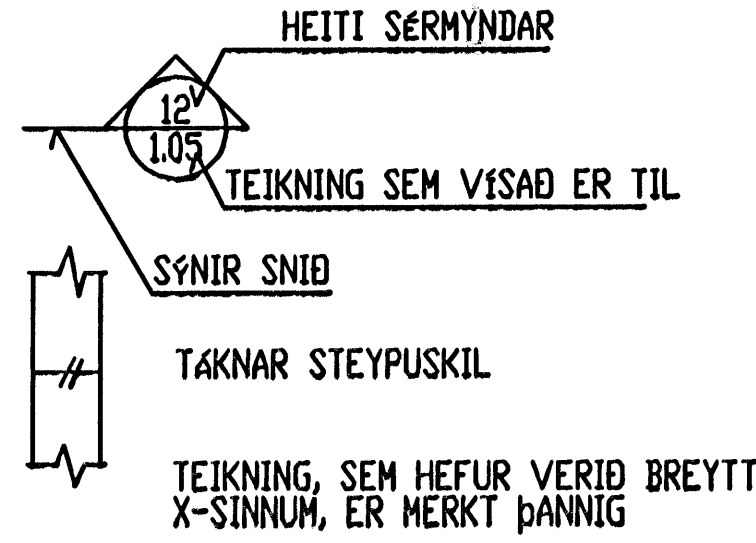 HEITI SÉRMYNDAR
12
1.05
TEIKNING SEM VÍSAÐ ER TIL
SÝNIR SNIÐ
TÁKNAR STEYPUSKIL
TEIKNING, SEM HEFUR VERIÐ BREYTT
X-SINNUM, ER MERKT ÞANNIG